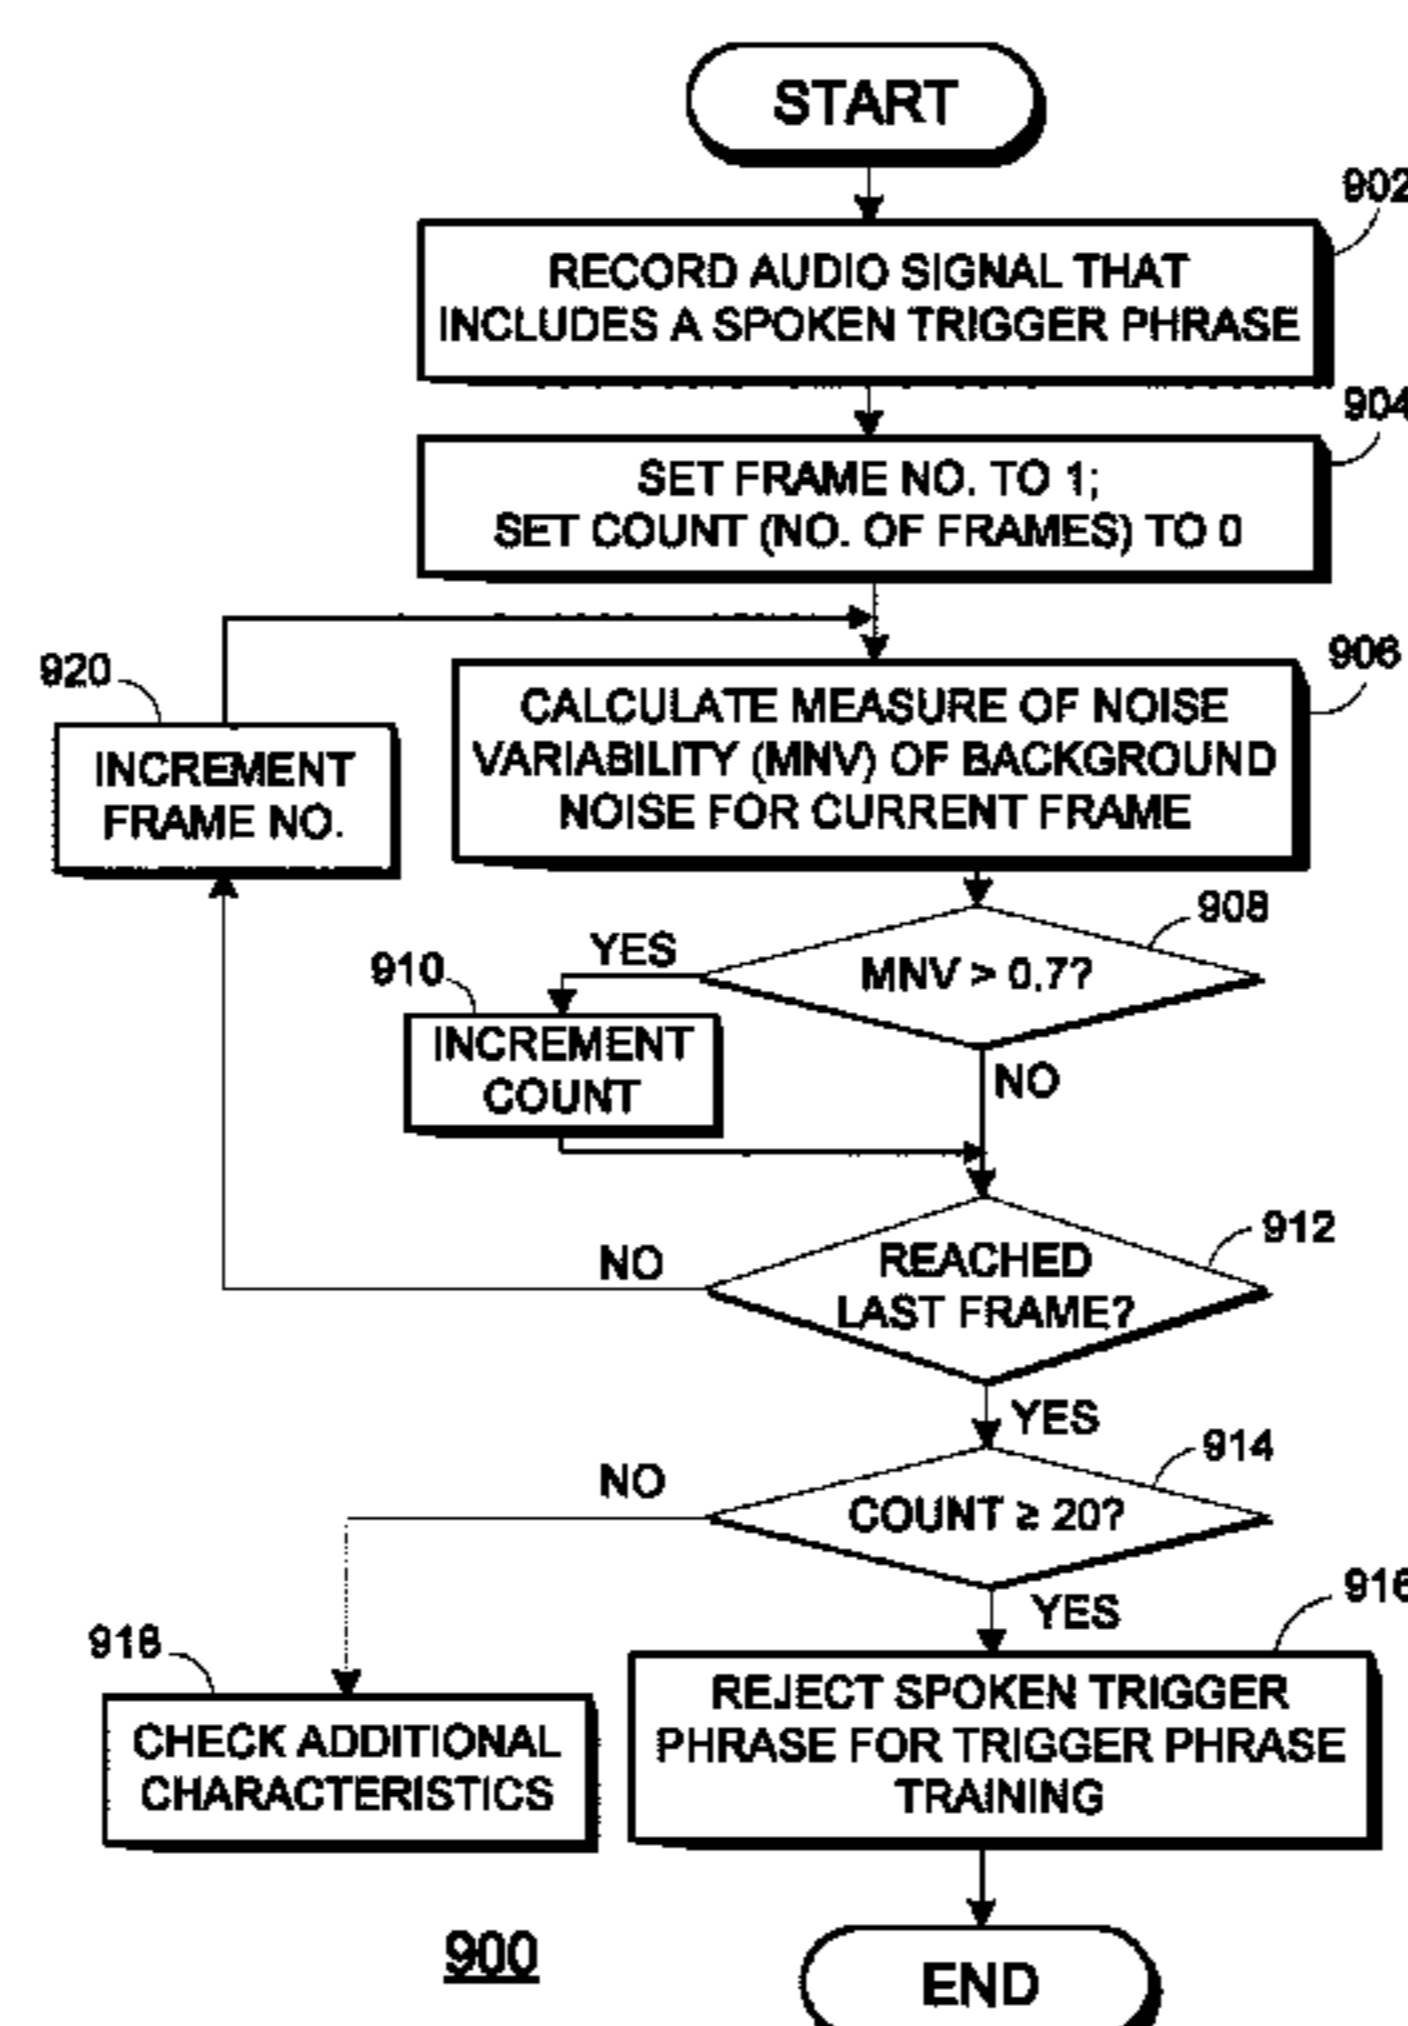 START
902
RECORD AUDIO SIGNAL THAT
INCLUDES A SPOKEN TRIGGER PHRASE
904
SET FRAME NO. TO 1;
SET COUNT (NO. OF FRAMES) TO 0
920
INCREMENT
FRAME NO.
906
CALCULATE MEASURE OF NOISE
VARIABILITY (MNV) OF BACKGROUND
NOISE FOR CURRENT FRAME
908
MNV > 0.7?
YES
910
INCREMENT
COUNT
NO
912
REACHED
LAST FRAME?
NO
YES
914
COUNT ≥ 20?
NO
YES
916
REJECT SPOKEN TRIGGER
PHRASE FOR TRIGGER PHRASE
TRAINING
918
CHECK ADDITIONAL
CHARACTERISTICS
900
END